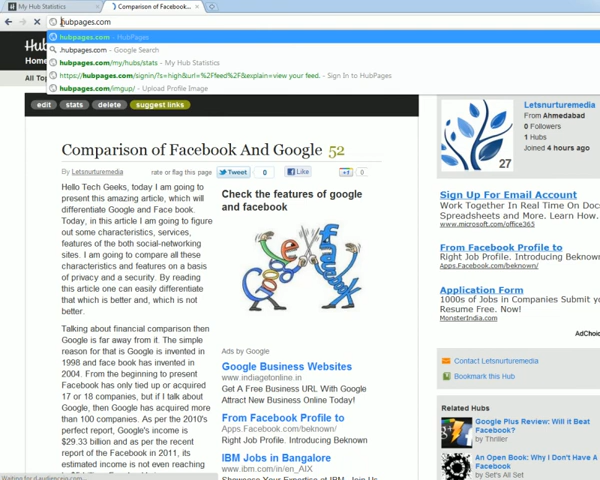 My Hub Statistics
Comparison of Facebook...
.hubpages.com
hubpages.com - HubPages
.hubpages.com - Google Search
hubpages.com/my/hubs/stats - My Hub Statistics
https://hubpages.com/signin/?s=high&url=%2Ffeed%2F&explain=view your feed. - Sign In to HubPages
hubpages.com/imgup/ - Upload Profile Image
Hub
Home
All Top
edit
stats
delete
suggest links
Comparison of Facebook And Google 52
By Letsnurturemedia
rate or flag this page
Tweet
0
Like
+1
0
Hello Tech Geeks, today I am going to
present this amazing article, which will
differentiate Google and Face book.
Today, in this article I am going to figure
out some characteristics, services,
features of the both social-networking
sites. I am going to compare all these
characteristics and features on a basis
of privacy and a security. By reading
this article one can easily differentiate
that which is better and, which is not
better.
Talking about financial comparison then
Google is far away from it. The simple
reason for that is Google is invented in
1998 and face book has invented in
2004. From the beginning to present
Facebook has only tied up or acquired
17 or 18 companies, but if I talk about
Google, then Google has acquired more
than 100 companies. As per the 2010's
perfect report, Google's income is
$29.33 billion and as per the recent
report of the Facebook in 2011, its
estimated income is not even reaching
Check the features of google
and facebook
Google
facebook
Ads by Google
Google Business Websites
www.indiagetonline.in
Get A Free Business URL With Google
Attract New Business Online Today!
From Facebook Profile to
Apps.Facebook.com/beknown/
Right Job Profile. Introducing Beknown
IBM Jobs in Bangalore
www.ibm.com/in/en_AIX
Showcase Your Expertise of IBM. Join Us
27
Letsnurturemedia
From Ahmedabad
0 Followers
1 Hubs
Joined 4 hours ago
Sign Up For Email Account
Work Together In Real Time On Docs
Spreadsheets and More. Learn How.
www.microsoft.com/office365
From Facebook Profile to
Right Job Profile. Introducing Beknown
Apps.Facebook.com/beknown/
Application Form
1000s of Jobs in Companies Submit you
Resume Free. Now!
MonsterIndia.com
AdChoic
Contact Letsnurturemedia
Bookmark this Hub
Related Hubs
Google Plus Review: Will it Beat
Facebook?
by Thriller
An Open Book: Why I Don't Have A
Facebook
by Set's All Set